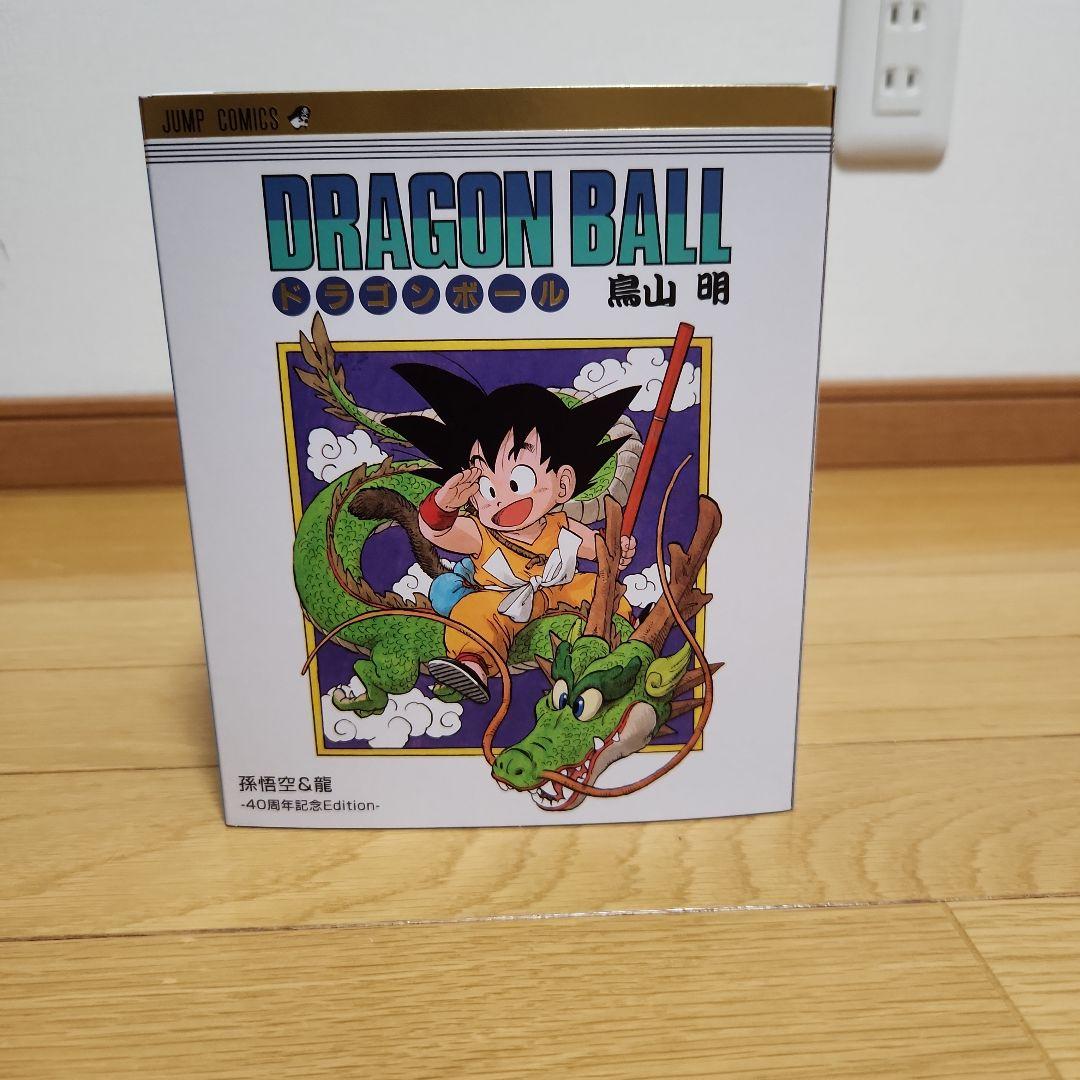 JUMP COMICS
DRAGON BALL
ドラゴンボール 鳥山 明
孫悟空&龍
-40周年記念Edition-